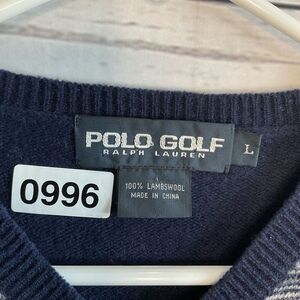 POLO GOLF
RALPH LAUREN
L
0996
100% LAMBSWOOL
MADE IN CHINA